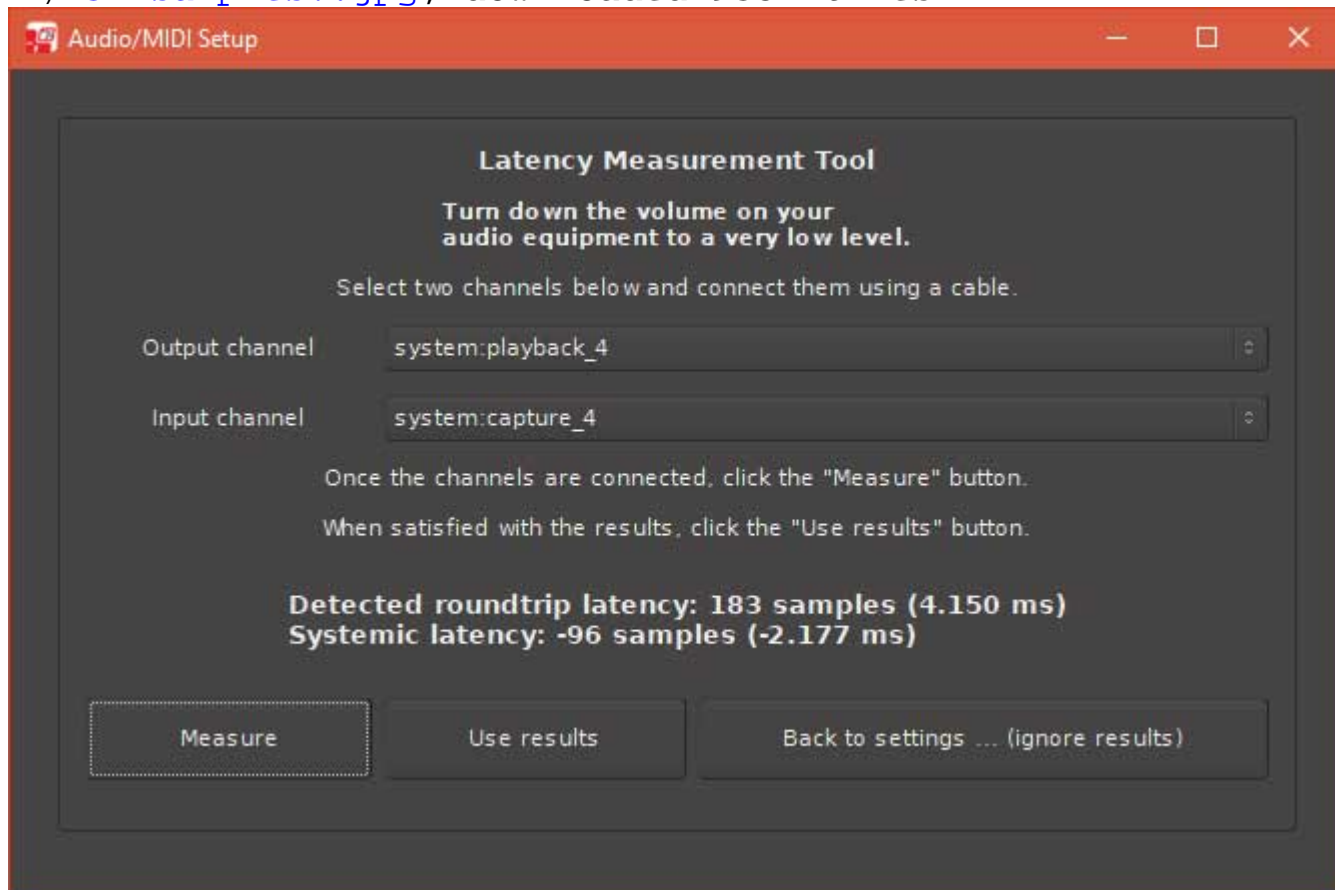 Audio/MIDI Setup
Latency Measurement Tool
Turn down the volume on your
audio equipment to a very low level.
Select two channels below and connect them using a cable.
Output channel system:playback_4
Input channel system:capture_4
Once the channels are connected, click the "Measure" button.
When satisfied with the results, click the "Use results" button.
Detected roundtrip latency: 183 samples (4.150 ms)
Systemic latency: -96 samples (-2.177 ms)
Measure Use results Back to settings ... (ignore results)